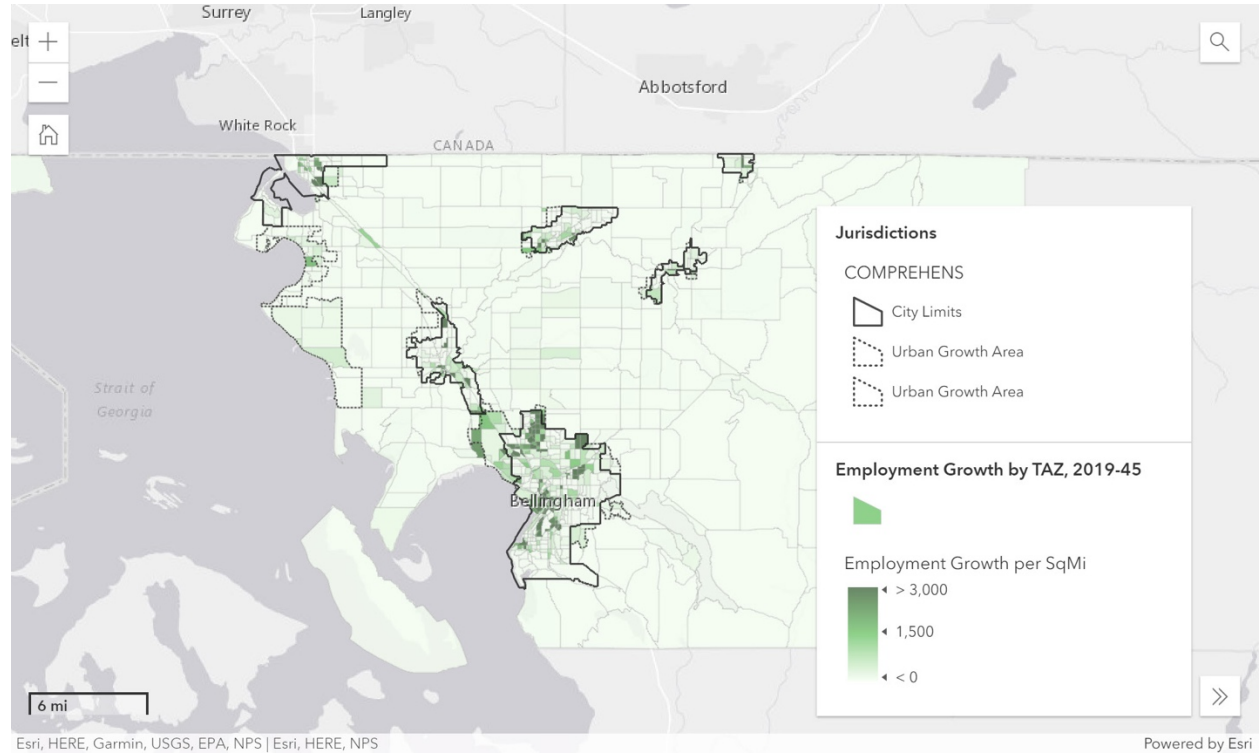 Surrey
Langley
elt
+
−
Abbotsford
White Rock
CANADA
Jurisdictions
COMPREHENS
City Limits
Urban Growth Area
Urban Growth Area
Strait of
Georgia
Employment Growth by TAZ, 2019-45
Bellingham
Employment Growth per SqMi
> 3,000
1,500
< 0
6 mi
Esri, HERE, Garmin, USGS, EPA, NPS | Esri, HERE, NPS
Powered by Esri